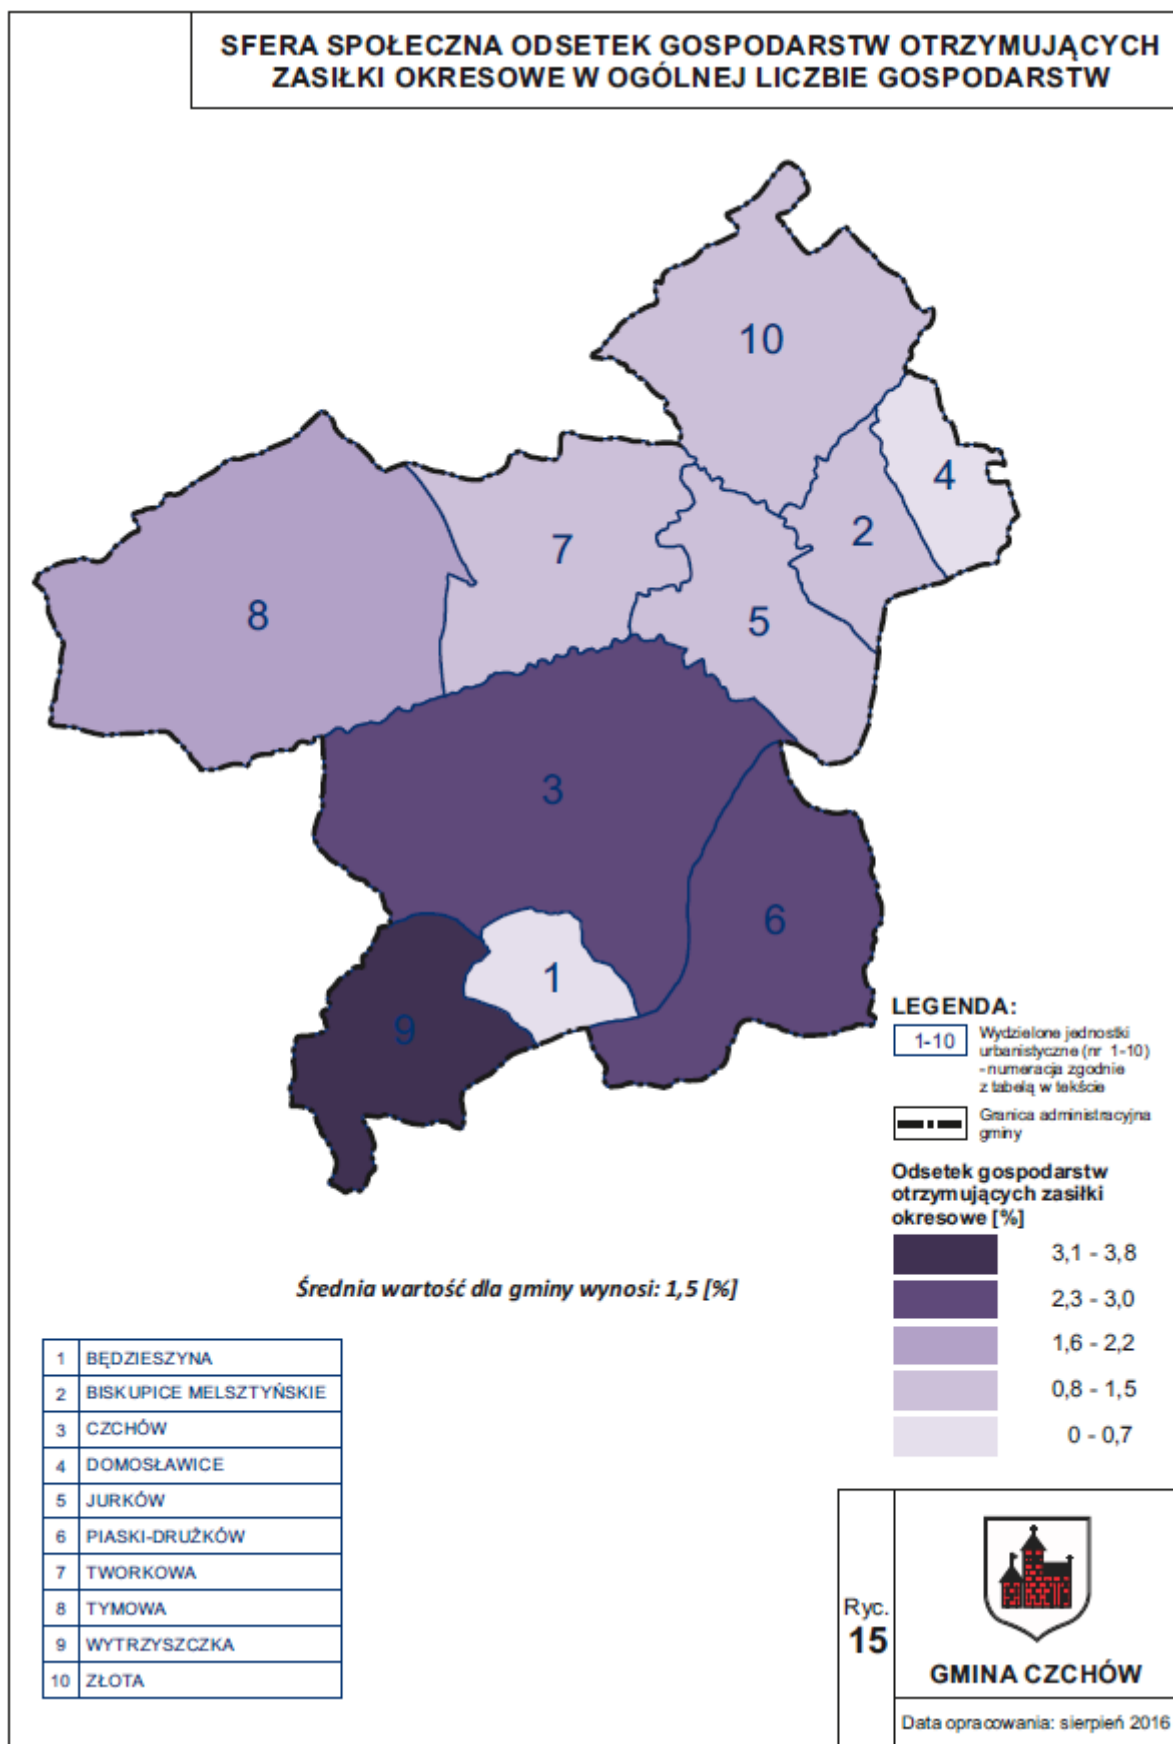 SFERA SPOŁECZNA ODSETEK GOSPODARSTW OTRZYMUJĄCYCH
ZASIŁKI OKRESOWE W OGÓLNEJ LICZBIE GOSPODARSTW
10
4
2
7
5
8
3
6
1
9
LEGENDA:
1-10
Wydzielone jednostki
urbanistyczne (nr 1-10)
- numeracja zgodnie
z tabelą w tekście
Granica administracyjna
gminy
Odsetek gospodarstw
otrzymujących zasiłki
okresowe [%]
3,1 - 3,8
2,3 - 3,0
1,6 - 2,2
0,8 - 1,5
0 - 0,7
Średnia wartość dla gminy wynosi: 1,5 [%]
1 BĘDZIESZYNA
2 BISKUPICE MELSZTYŃSKIE
3 CZCHÓW
4 DOMOSŁAWICE
5 JURKÓW
6 PIASKI-DRUŻKÓW
7 TWORKOWA
8 TYMOWA
9 WYTRZYSZCZKA
10 ZŁOTA
Ryc.
15
GMINA CZCHÓW
Data opracowania: sierpień 2016